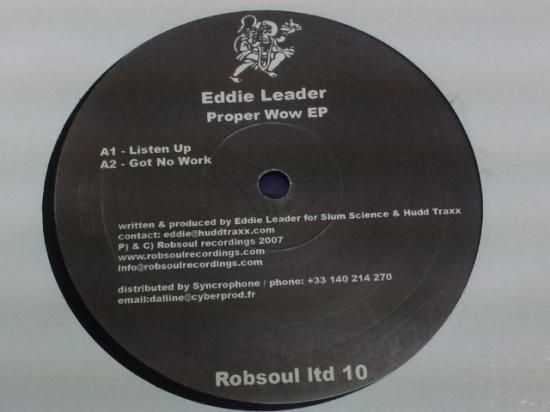 Eddie Leader
Proper Wow EP
A1 - Listen Up
A2 - Got No Work
written & produced by Eddie Leader for Slum Science & Hudd Traxx
contact: eddie@huddtraxx.com
P) & C) Robsoul recordings 2007
www.robsoulrecordings.com
info@robsoulrecordings.com
distributed by Syncrophone / phone: +33 140 214 270
email:dalline@cyberprod.fr
Robsoul ltd 10